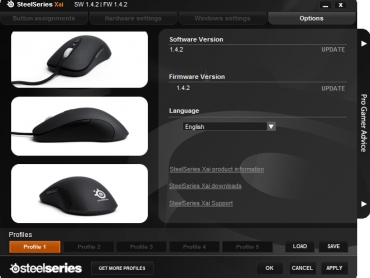 SteelSeries Xai SW 1.4.2 | FW 1.4.2
Button assignments Hardware settings Windows settings Options
Software Version
1.4.2 UPDATE
Firmware Version
1.4.2 UPDATE
Language
English
SteelSeries Xai product information
SteelSeries Xai downloads
SteelSeries Xai Support
Pro Gamer Advice
Profiles
Profile 1 Profile 2 Profile 3 Profile 4 Profile 5 LOAD SAVE
steelseries GET MORE PROFILES OK CANCEL APPLY